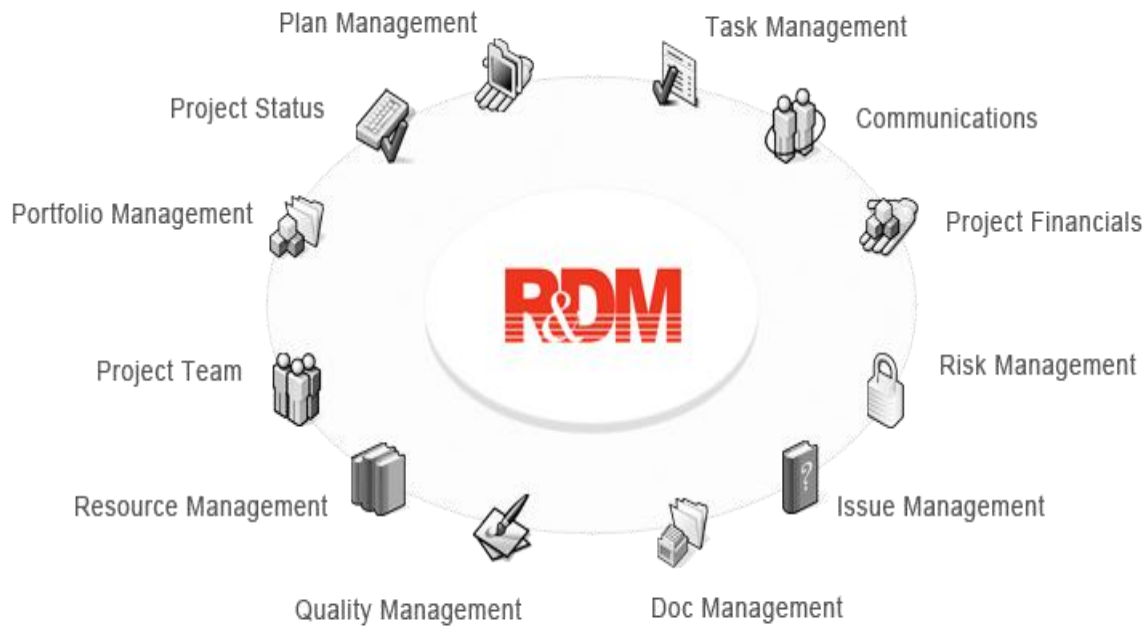 Plan Management
Task Management
Project Status
Communications
Portfolio Management
Project Financials
R&DM
Project Team
Risk Management
Resource Management
Issue Management
?
Quality Management
Doc Management